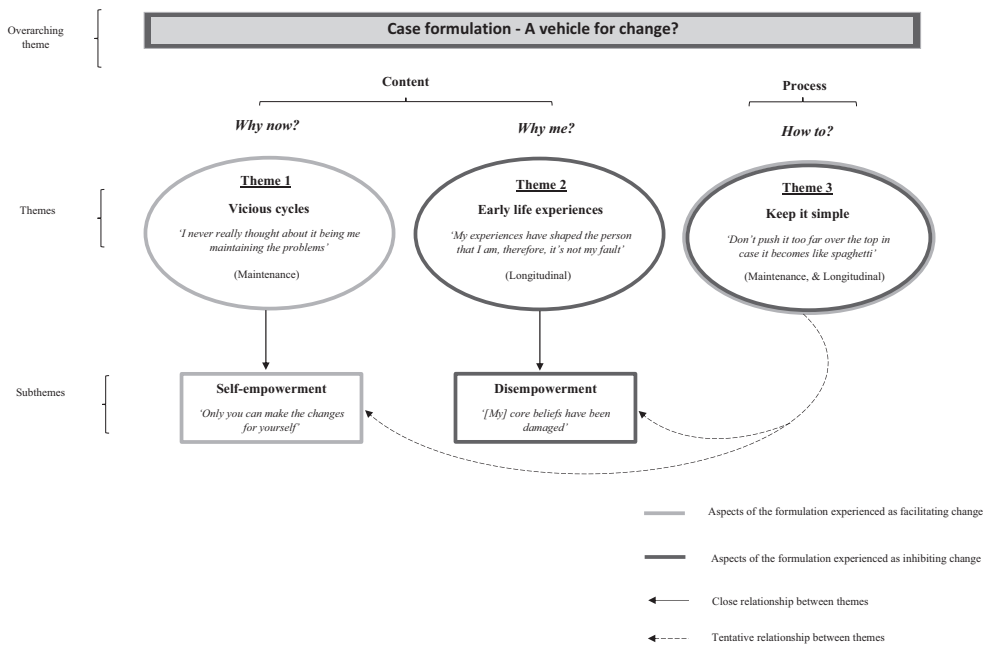 Overarching
theme
Case formulation - A vehicle for change?
Content
Process
Why now?
Why me?
How to?
Themes
Theme 1
Vicious cycles
‘I never really thought about it being me
maintaining the problems’
(Maintenance)
Theme 2
Early life experiences
‘My experiences have shaped the person
that I am, therefore, it’s not my fault’
(Longitudinal)
Theme 3
Keep it simple
‘Don’t push it too far over the top in
case it becomes like spaghetti’
(Maintenance, & Longitudinal)
Subthemes
Self-empowerment
‘Only you can make the changes
for yourself’
Disempowerment
‘[My] core beliefs have been
damaged’
Aspects of the formulation experienced as facilitating change
Aspects of the formulation experienced as inhibiting change
Close relationship between themes
Tentative relationship between themes